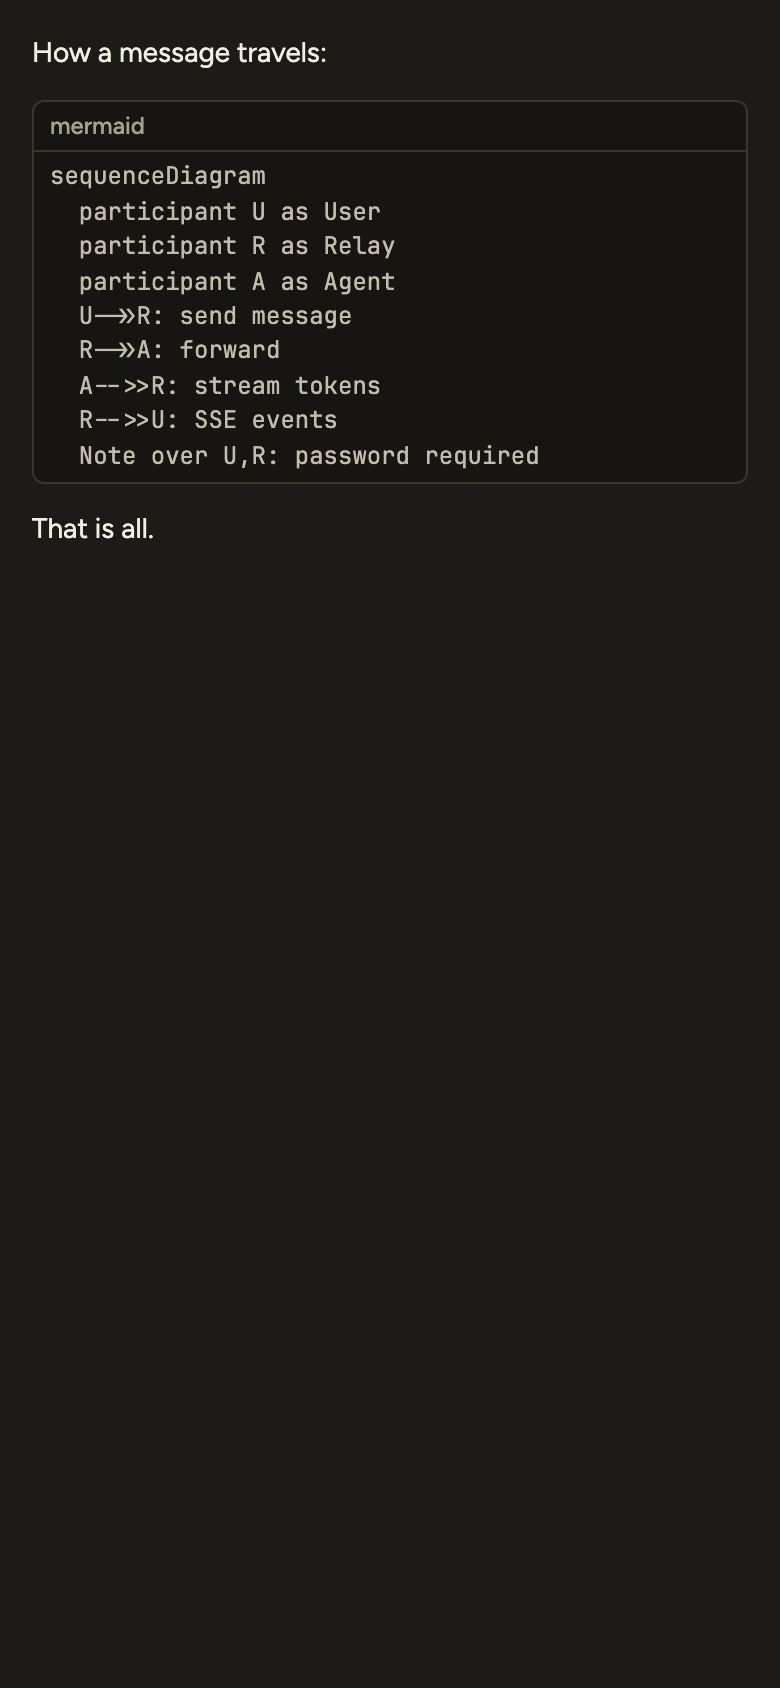 How a message travels:
mermaid
sequenceDiagram
  participant U as User
  participant R as Relay
  participant A as Agent
  U->>R: send message
  R->>A: forward
  A-->>R: stream tokens
  R-->>U: SSE events
  Note over U,R: password required
That is all.